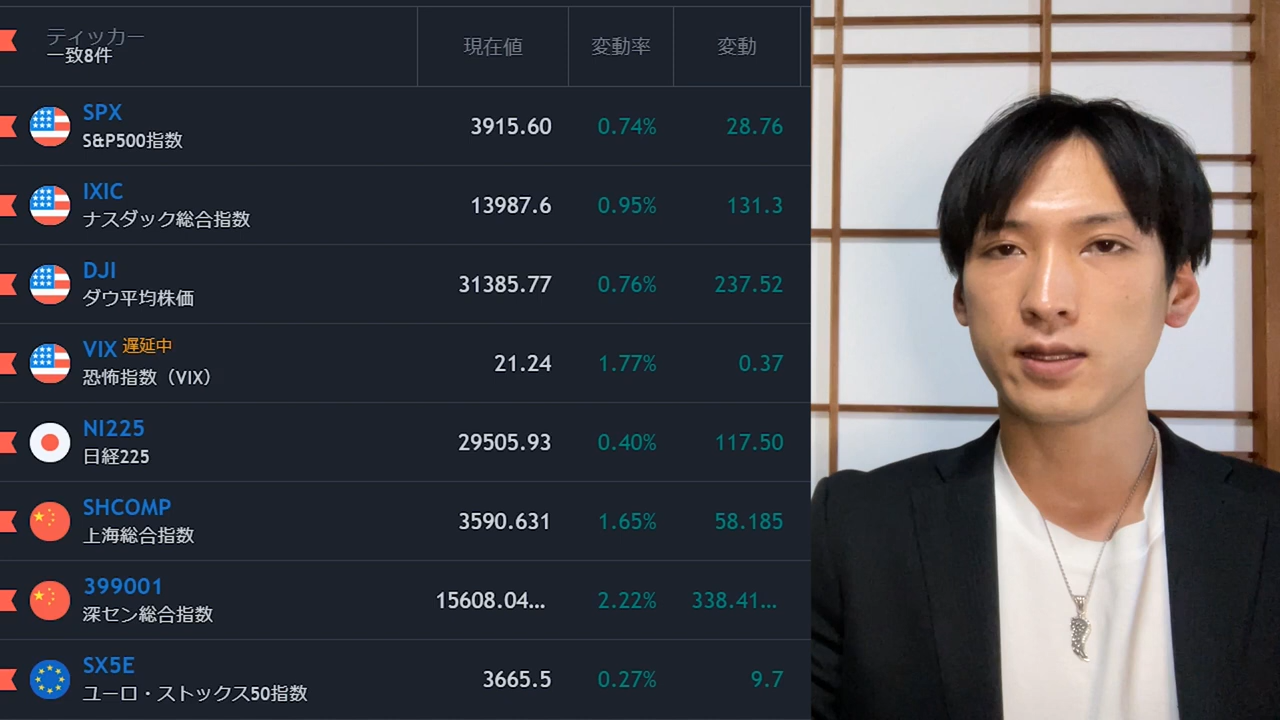 ティッカー 現在値 変動率 変動
一致8件
SPX
S&P500指数 3915.60 0.74% 28.76
IXIC
ナスダック総合指数 13987.6 0.95% 131.3
DJI
ダウ平均株価 31385.77 0.76% 237.52
VIX 遅延中
恐怖指数（VIX） 21.24 1.77% 0.37
NI225
日経225 29505.93 0.40% 117.50
SHCOMP
上海総合指数 3590.631 1.65% 58.185
399001
深セン総合指数 15608.04... 2.22% 338.41...
SX5E
ユーロ・ストックス50指数 3665.5 0.27% 9.7